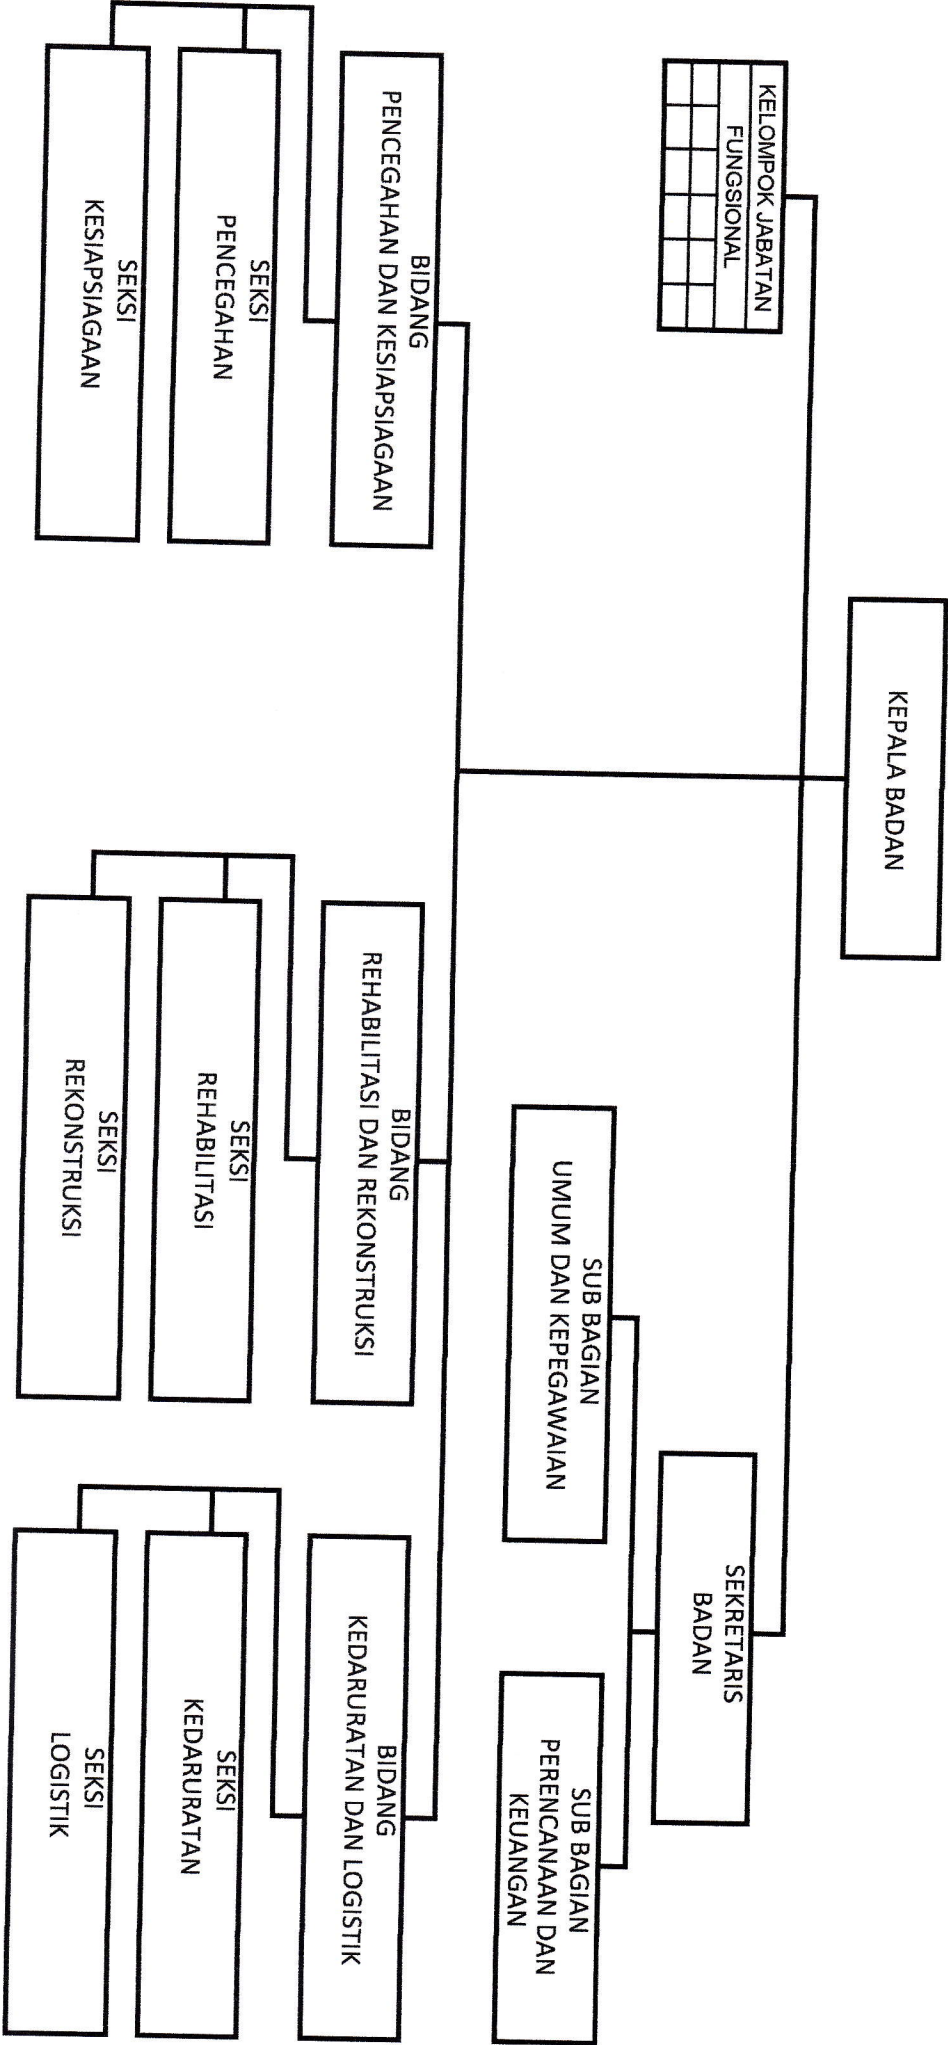 KEPALA BADAN
KELOMPOK JABATAN
FUNGSIONAL
SEKRETARIS
BADAN
SUB BAGIAN
UMUM DAN KEPEGAWAIAN
SUB BAGIAN
PERENCANAAN DAN
KEUANGAN
BIDANG
PENCEGAHAN DAN KESIAPSIAGAAN
SEKSI
PENCEGAHAN
SEKSI
KESIAPSIAGAAN
BIDANG
REHABILITASI DAN REKONSTRUKSI
SEKSI
REHABILITASI
SEKSI
REKONSTRUKSI
BIDANG
KEDARURATAN DAN LOGISTIK
SEKSI
KEDARURATAN
SEKSI
LOGISTIK